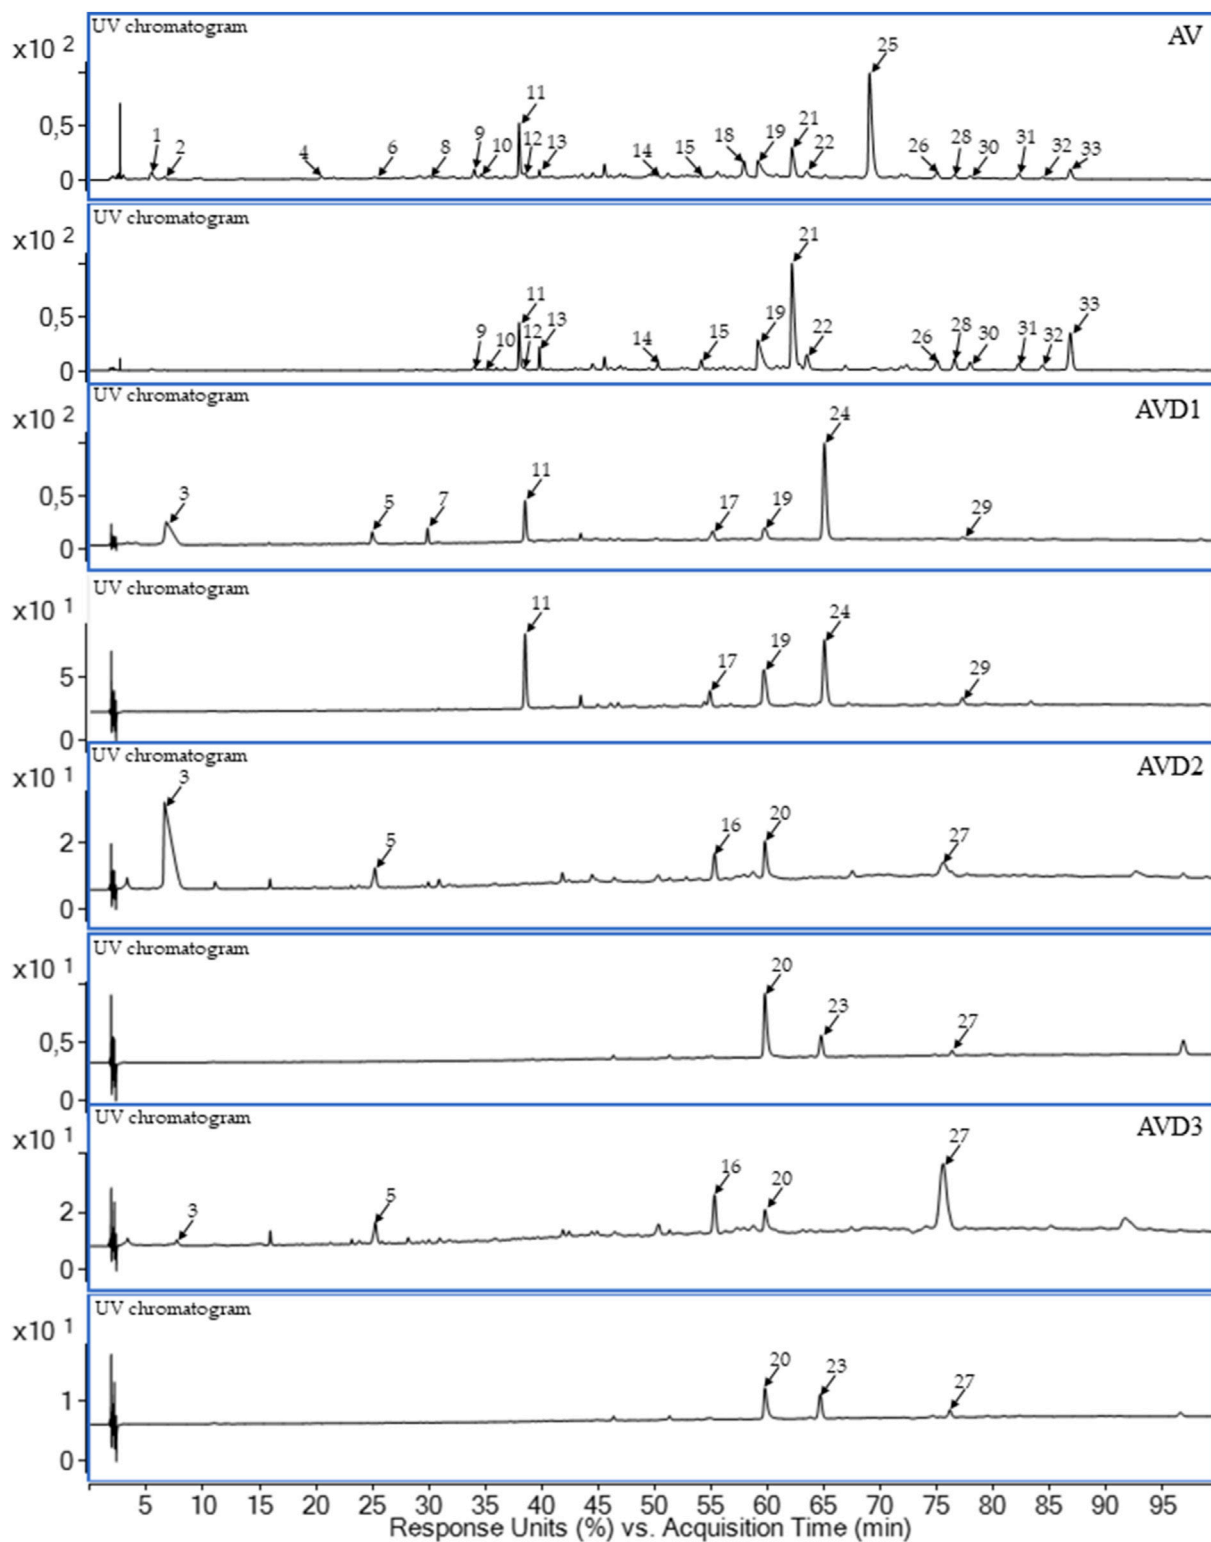 UV chromatogram
AV
x10 2
25
11
21
1 2 4 6 8 9 10 12 13 14 15 18 19 22 26 28 30 31 32 33
0,5
0
UV chromatogram
x10 2
21
11
33
9 10 12 13 14 15 19 22 26 28 30 31 32
0,5
0
UV chromatogram
AVD1
x10 2
24
11
3 5 7 17 19 29
0,5
0
UV chromatogram
x10 1
11 24
17 19 29
5
0
UV chromatogram
AVD2
x10 1
3
5 16 20 27
2
0
UV chromatogram
x10 1
20
23
27
0,5
0
UV chromatogram
AVD3
x10 1
27
3 5 16 20
2
0
UV chromatogram
x10 1
20 23 27
1
0
5 10 15 20 25 30 35 40 45 50 55 60 65 70 75 80 85 90 95
Response Units (%) vs. Acquisition Time (min)